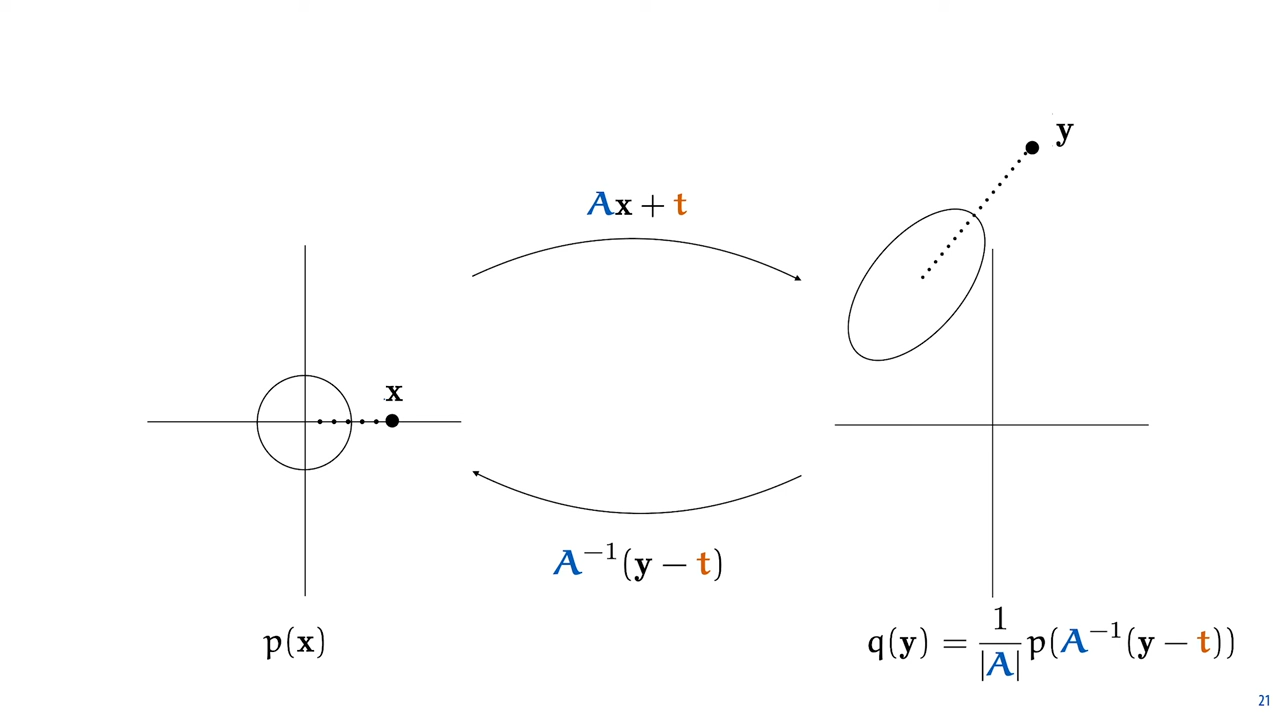 y
Ax + t
x
A⁻¹(y − t)
p(x)
q(y) = 1/|A| p(A⁻¹(y − t))
21